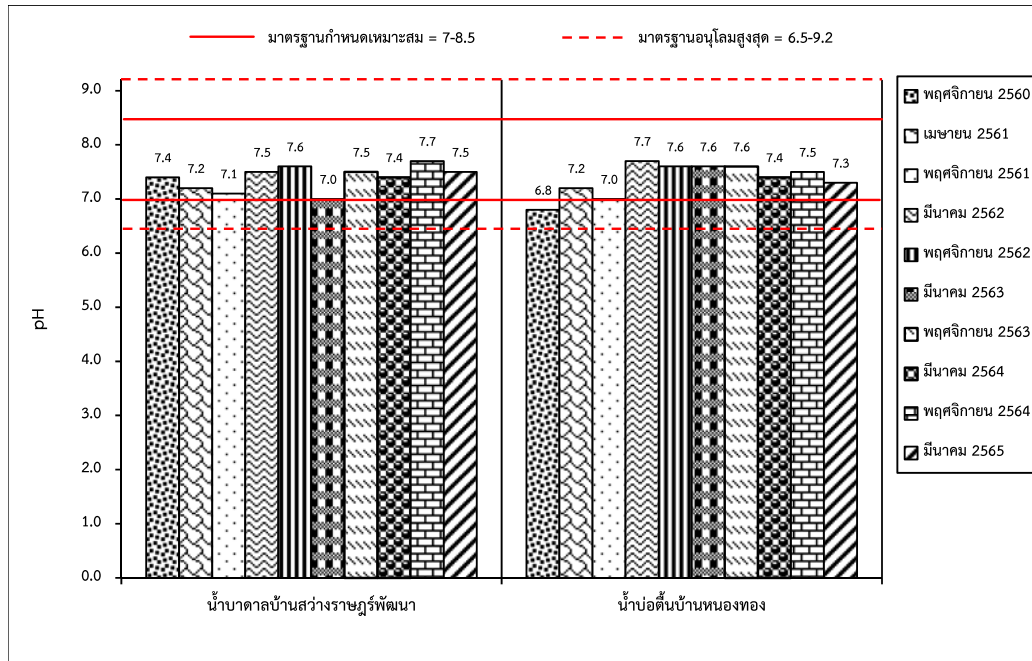 มาตรฐานกำหนดเหมาะสม = 7-8.5
มาตรฐานอนุโลมสูงสุด = 6.5-9.2
pH
9.0
8.0
7.0
6.0
5.0
4.0
3.0
2.0
1.0
0.0
7.4
7.2
7.1
7.5
7.6
7.0
7.5
7.4
7.7
7.5
6.8
7.2
7.0
7.7
7.6
7.6
7.6
7.4
7.5
7.3
น้ำบาดาลบ้านสว่างราษฎร์พัฒนา
น้ำบ่อตื้นบ้านหนองทอง
พฤศจิกายน 2560
เมษายน 2561
พฤศจิกายน 2561
มีนาคม 2562
พฤศจิกายน 2562
มีนาคม 2563
พฤศจิกายน 2563
มีนาคม 2564
พฤศจิกายน 2564
มีนาคม 2565